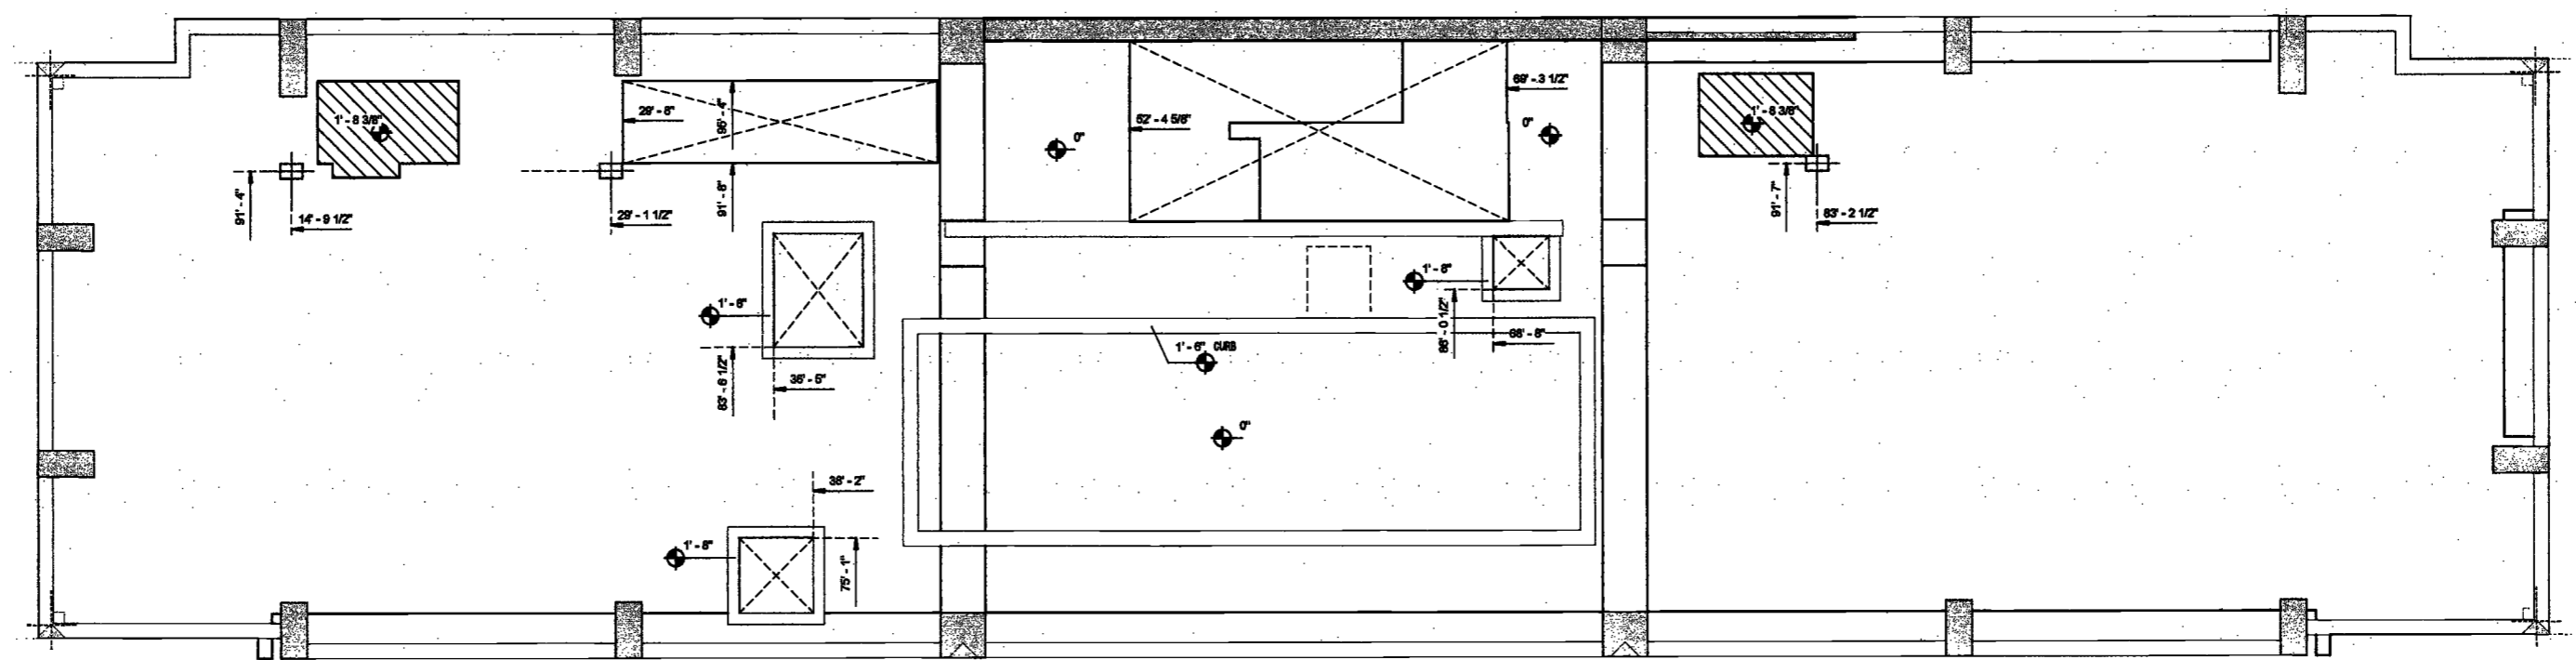 1' - 8 3/8"
29' - 8"
95' - 4"
52' - 4 5/8"
69' - 3 1/2"
1' - 8 3/8"
0"
0"
91' - 4"
14' - 9 1/2"
29' - 1 1/2"
91' - 8"
91' - 7"
83' - 2 1/2"
1' - 6"
1' - 8"
86' - 0 1/2"
68' - 8"
83' - 6 1/2"
36' - 5"
1' - 6" CURB
0"
38' - 2"
1' - 8"
75' - 1"